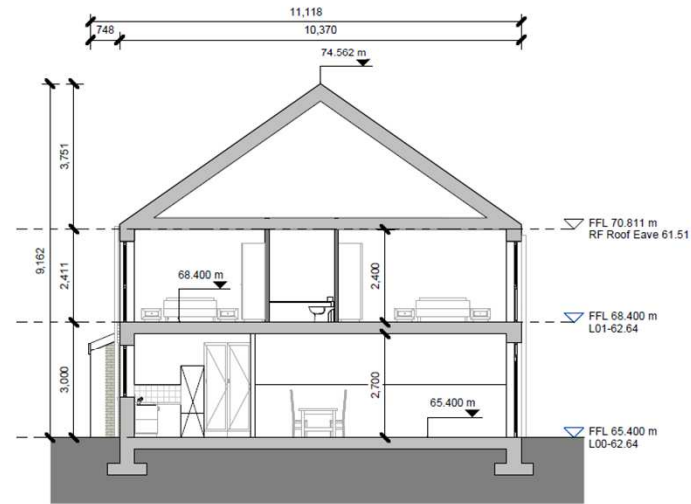 11,118
748
10,370
74.562 m
3,751
FFL 70.811 m
RF Roof Eave 61.51
9,162
2,411
68.400 m
2,400
FFL 68.400 m
L01-62.64
3,000
2,700
65.400 m
FFL 65.400 m
L00-62.64